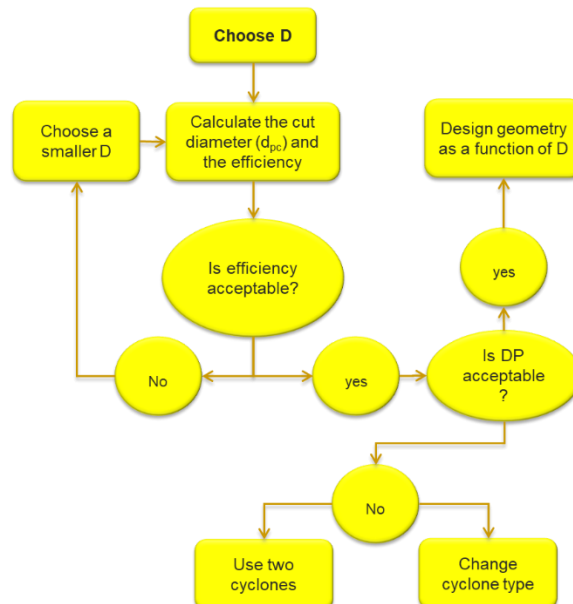 Choose D
Choose a
smaller D
Calculate the cut
diameter (dpc) and
the efficiency
Design geometry
as a function of D
Is efficiency
acceptable?
yes
No
yes
Is DP
acceptable
?
No
Use two
cyclones
Change
cyclone type